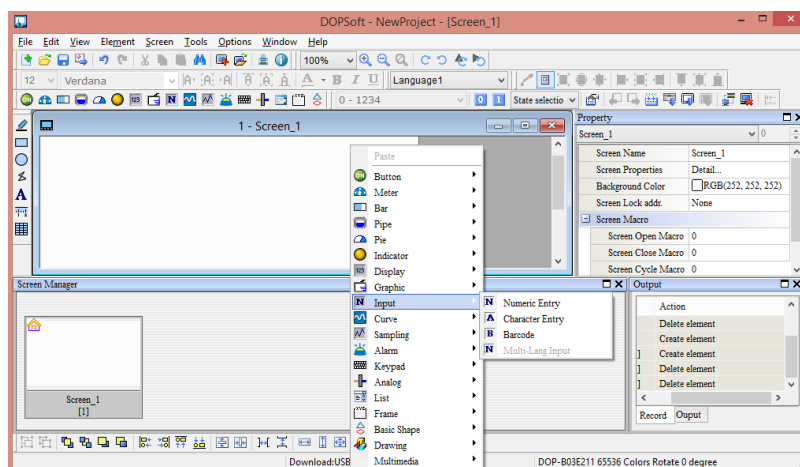 DOPSoft - NewProject - [Screen_1]
File Edit View Element Screen Tools Options Window Help
100%
12 Verdana Language1
0 - 1234 State selectio
1 - Screen_1
Property
Screen_1 0
Screen Name Screen_1
Screen Properties Detail...
Background Color RGB(252, 252, 252)
Screen Lock addr. None
Screen Macro
Screen Open Macro 0
Screen Close Macro 0
Screen Cycle Macro 0
Paste
Button
Meter
Bar
Pipe
Pie
Indicator
Display
Graphic
Input
Curve
Sampling
Alarm
Keypad
Analog
List
Frame
Basic Shape
Drawing
Multimedia
Numeric Entry
Character Entry
Barcode
Multi-Lang Input
Screen Manager
Screen_1
[1]
Output
Action
Delete element
Create element
] Create element
] Delete element
] Delete element
Record Ouput
Download:USB
DOP-B03E211 65536 Colors Rotate 0 degree